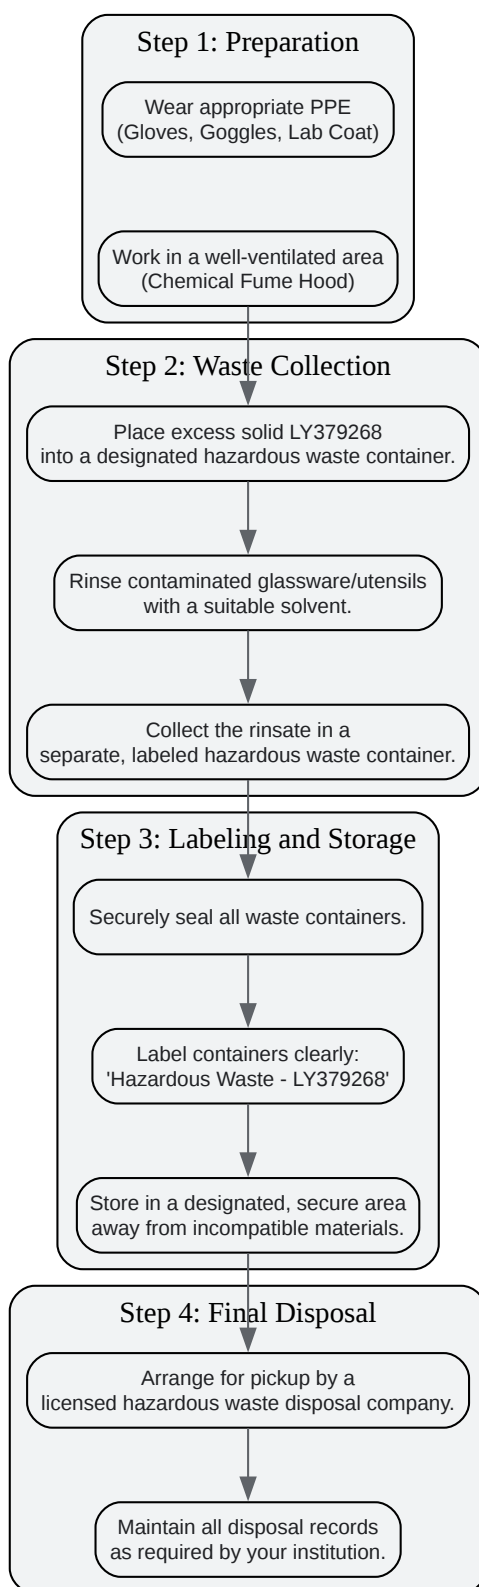 Step 1: Preparation
Wear appropriate PPE
(Gloves, Goggles, Lab Coat)
Work in a well-ventilated area
(Chemical Fume Hood)
Step 2: Waste Collection
Place excess solid LY379268
into a designated hazardous waste container.
Rinse contaminated glassware/utensils
with a suitable solvent.
Collect the rinsate in a
separate, labeled hazardous waste container.
Step 3: Labeling and Storage
Securely seal all waste containers.
Label containers clearly:
'Hazardous Waste - LY379268'
Store in a designated, secure area
away from incompatible materials.
Step 4: Final Disposal
Arrange for pickup by a
licensed hazardous waste disposal company.
Maintain all disposal records
as required by your institution.